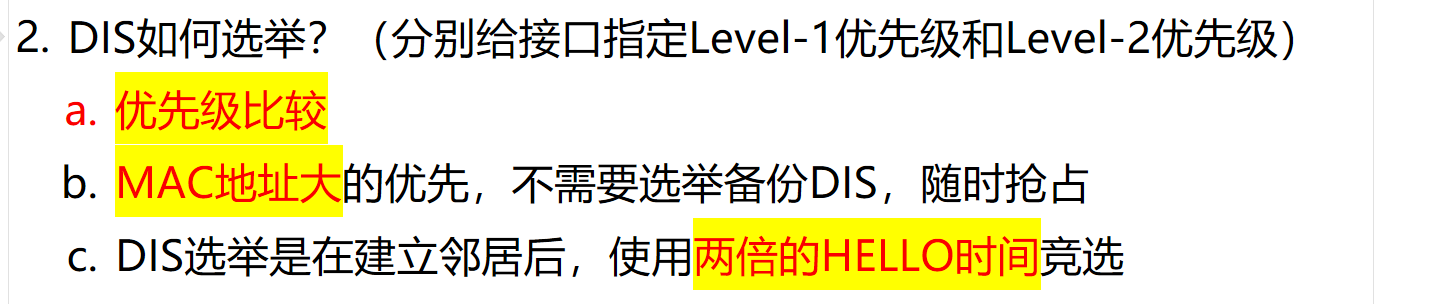 2. DIS如何选举？（分别给接口指定Level-1优先级和Level-2优先级）
a. 优先级比较
b. MAC地址大的优先，不需要选举备份DIS，随时抢占
c. DIS选举是在建立邻居后，使用两倍的HELLO时间竞选